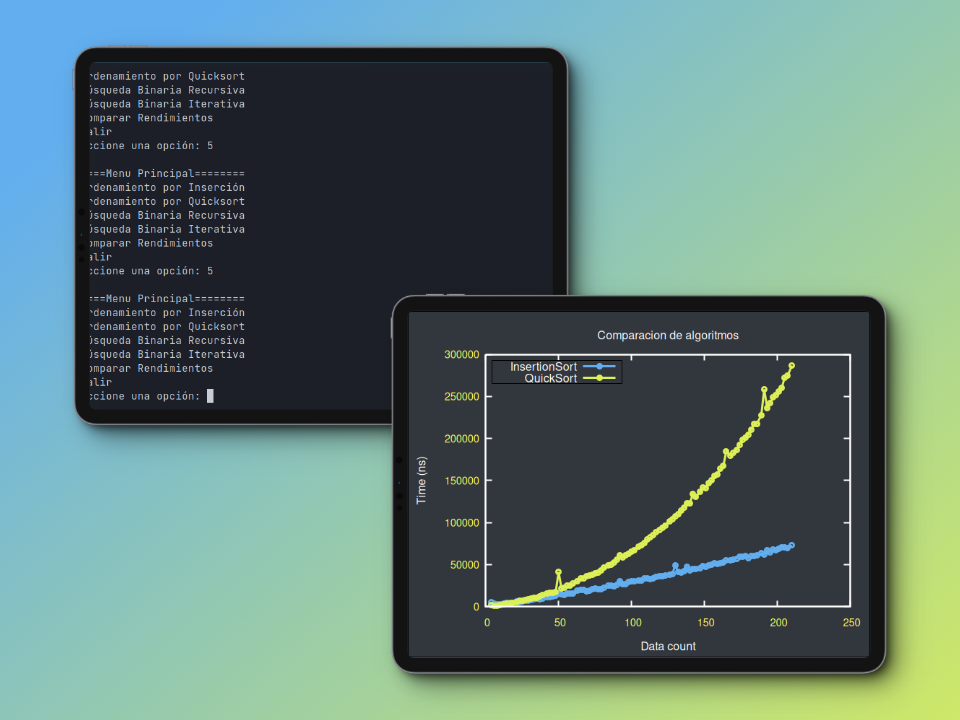 rdenamiento por Quicksort
úsqueda Binaria Recursiva
úsqueda Binaria Iterativa
omparar Rendimientos
alir
ccione una opción: 5
===Menu Principal========
rdenamiento por Inserción
rdenamiento por Quicksort
úsqueda Binaria Recursiva
úsqueda Binaria Iterativa
omparar Rendimientos
alir
ccione una opción: 5
===Menu Principal========
rdenamiento por Inserción
rdenamiento por Quicksort
úsqueda Binaria Recursiva
úsqueda Binaria Iterativa
omparar Rendimientos
alir
ccione una opción:
Comparacion de algoritmos
InsertionSort
QuickSort
300000
250000
200000
150000
100000
50000
0
Time (ns)
0 50 100 150 200 250
Data count